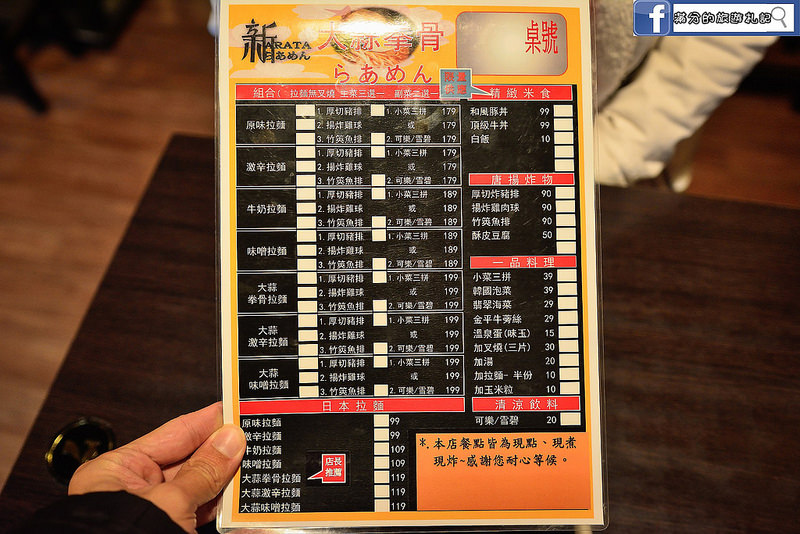 滿分的旅遊札記
新
ARATA
らあめん
大蒜拳骨
らあめん
桌號
組合( 拉麵無叉燒 主菜三選一 副菜二選一
原味拉麵
1. 厚切豬排 1. 小菜三拼 179
2. 揚炸雞球 或 179
3. 竹筴魚排 2. 可樂/雪碧 179
激辛拉麵
1. 厚切豬排 1. 小菜三拼 179
2. 揚炸雞球 或 179
3. 竹筴魚排 2. 可樂/雪碧 179
牛奶拉麵
1. 厚切豬排 1. 小菜三拼 189
2. 揚炸雞球 或 189
3. 竹筴魚排 2. 可樂/雪碧 189
味噌拉麵
1. 厚切豬排 1. 小菜三拼 189
2. 揚炸雞球 或 189
3. 竹筴魚排 2. 可樂/雪碧 189
大蒜
拳骨拉麵
1. 厚切豬排 1. 小菜三拼 199
2. 揚炸雞球 或 199
3. 竹筴魚排 2. 可樂/雪碧 199
大蒜
激辛拉麵
1. 厚切豬排 1. 小菜三拼 199
2. 揚炸雞球 或 199
3. 竹筴魚排 2. 可樂/雪碧 199
大蒜
味噌拉麵
1. 厚切豬排 1. 小菜三拼 199
2. 揚炸雞球 或 199
3. 竹筴魚排 2. 可樂/雪碧 199
日本拉麵
原味拉麵 99
激辛拉麵 99
牛奶拉麵 109
味噌拉麵 109
大蒜拳骨拉麵 119
店長
推薦
大蒜激辛拉麵 119
大蒜味噌拉麵 119
精緻米食
和風豚丼 99
頂級牛丼 99
白飯 10
唐揚炸物
厚切炸豬排 90
揚炸雞肉球 90
竹筴魚排 90
酥皮豆腐 50
一品料理
小菜三拼 39
韓國泡菜 39
翡翠海菜 29
金平牛蒡絲 29
溫泉蛋(味玉) 15
加叉燒(三片) 30
加湯 20
加拉麵- 半份 10
加玉米粒 10
清涼飲料
可樂/雪碧 20
*.本店餐點皆為現點、現煮
現炸~感謝您耐心等候。